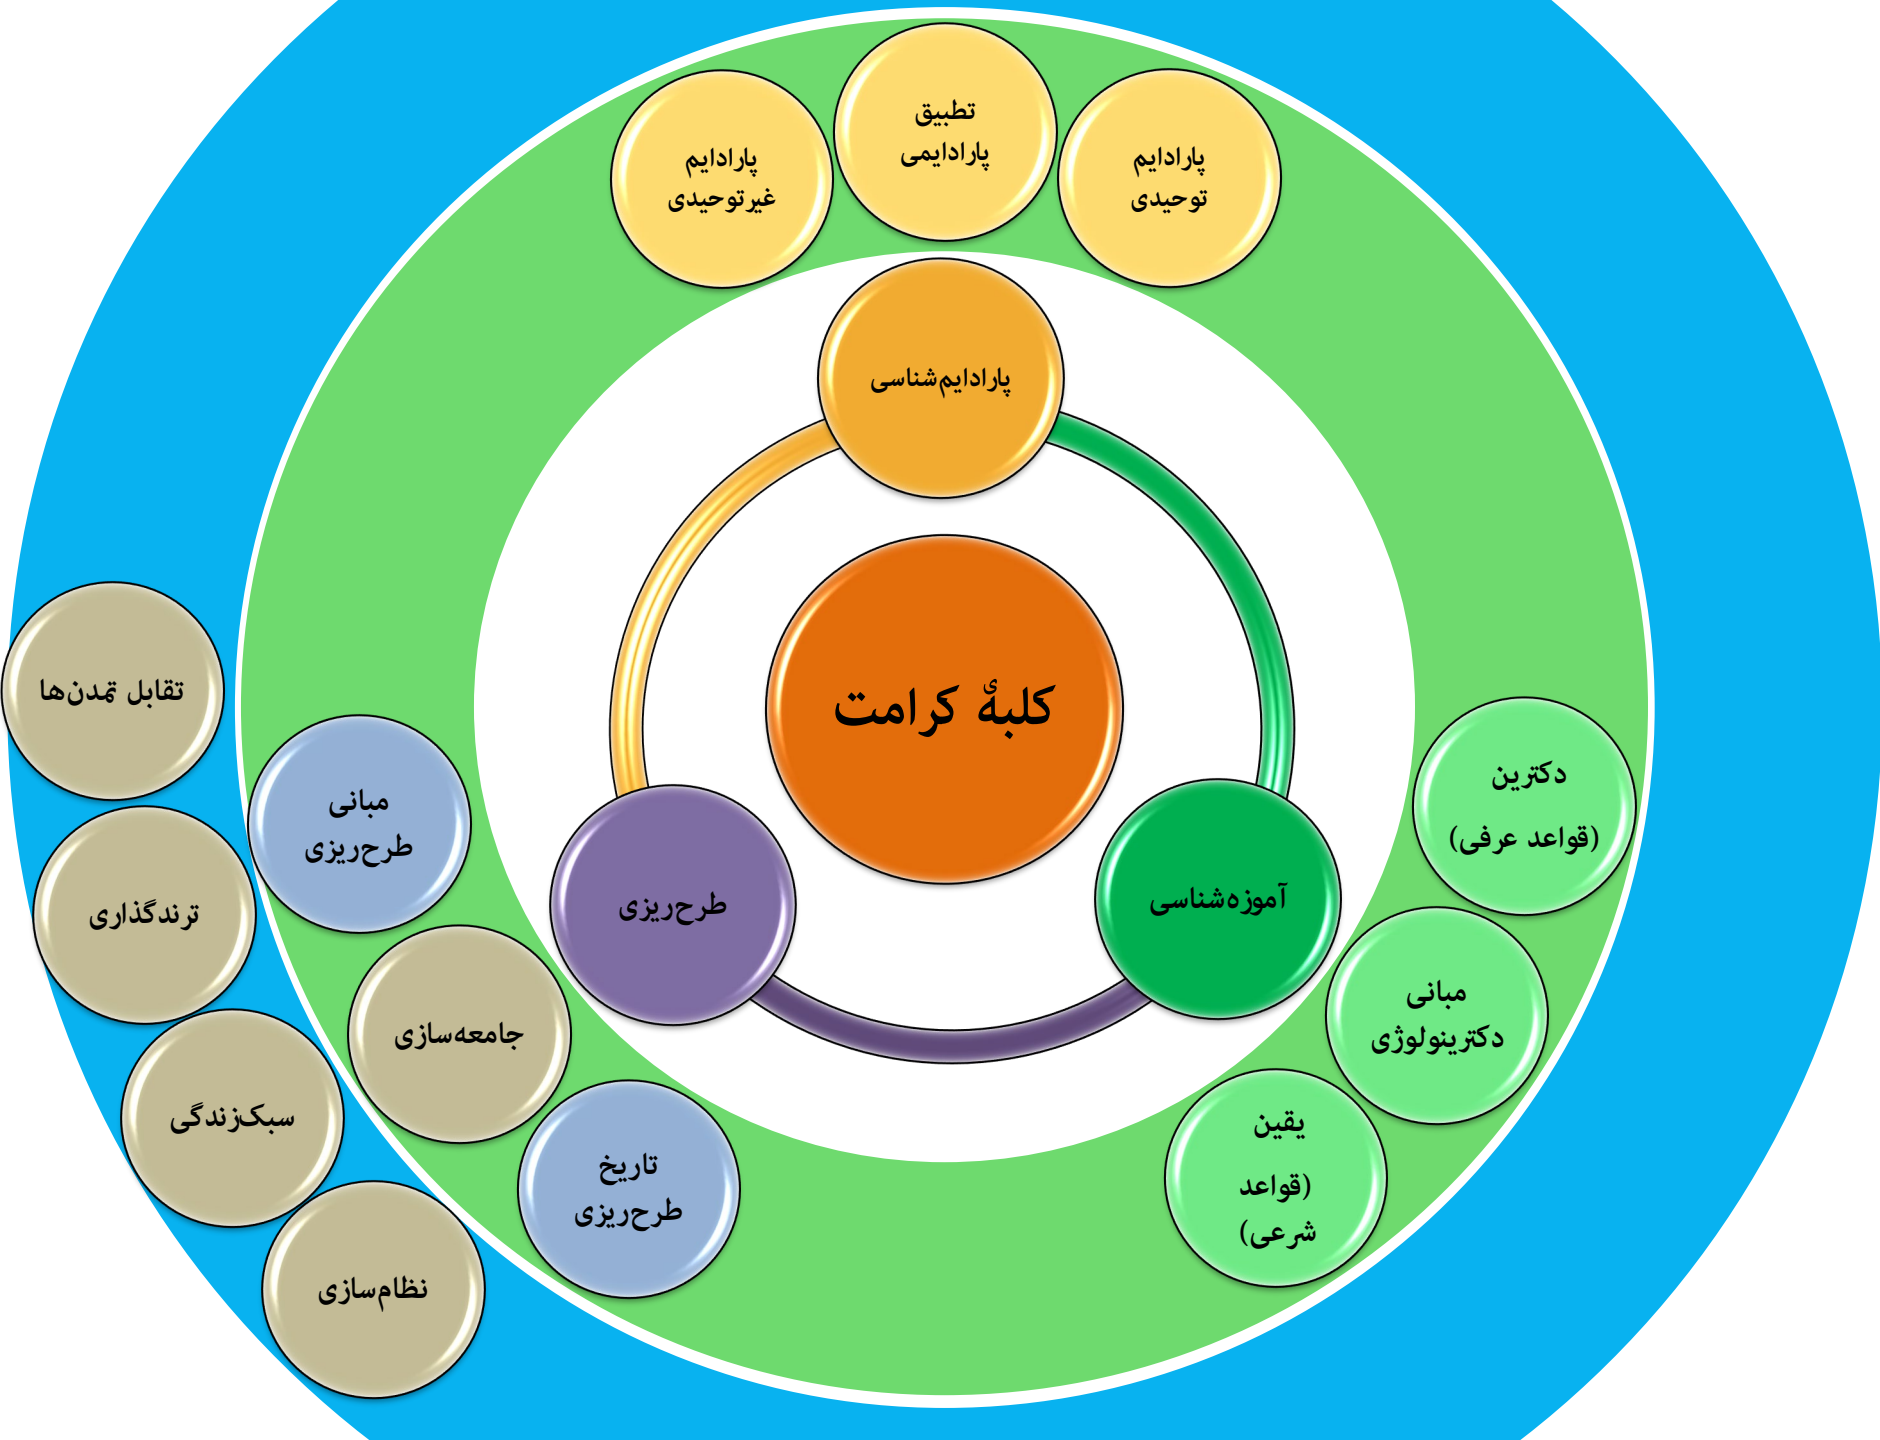 تطبیق
پارادایمی
پارادایم
توحیدی
پارادایم
غیرتوحیدی
پارادایم‌شناسی
کلبهٔ کرامت
آموزه‌شناسی
طرح‌ریزی
دکترین
(قواعد عرفی)
مبانی
دکترینولوژی
یقین
(قواعد
شرعی)
مبانی
طرح‌ریزی
جامعه‌سازی
تاریخ
طرح‌ریزی
تقابل تمدن‌ها
ترندگذاری
سبک‌زندگی
نظام‌سازی